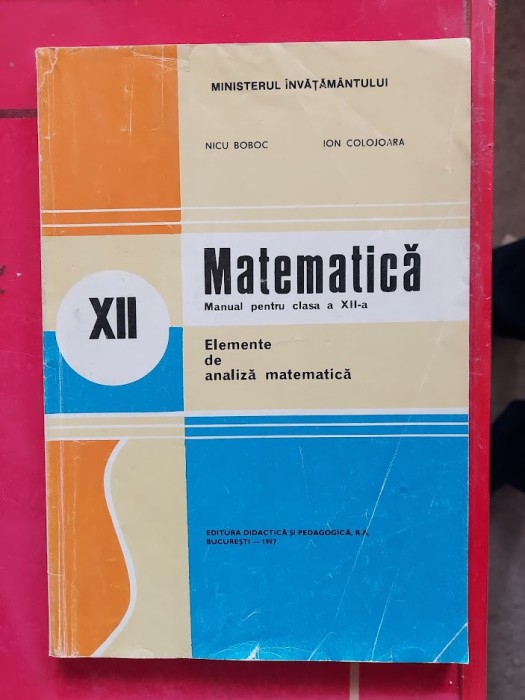 MINISTERUL ÎNVĂȚĂMÂNTULUI
NICU BOBOC ION COLOJOARA
Matematică
Manual pentru clasa a XII-a
XII
Elemente
de
analiză matematică
EDITURA DIDACTICĂ ȘI PEDAGOGICĂ, R.A.
BUCUREȘTI — 1997